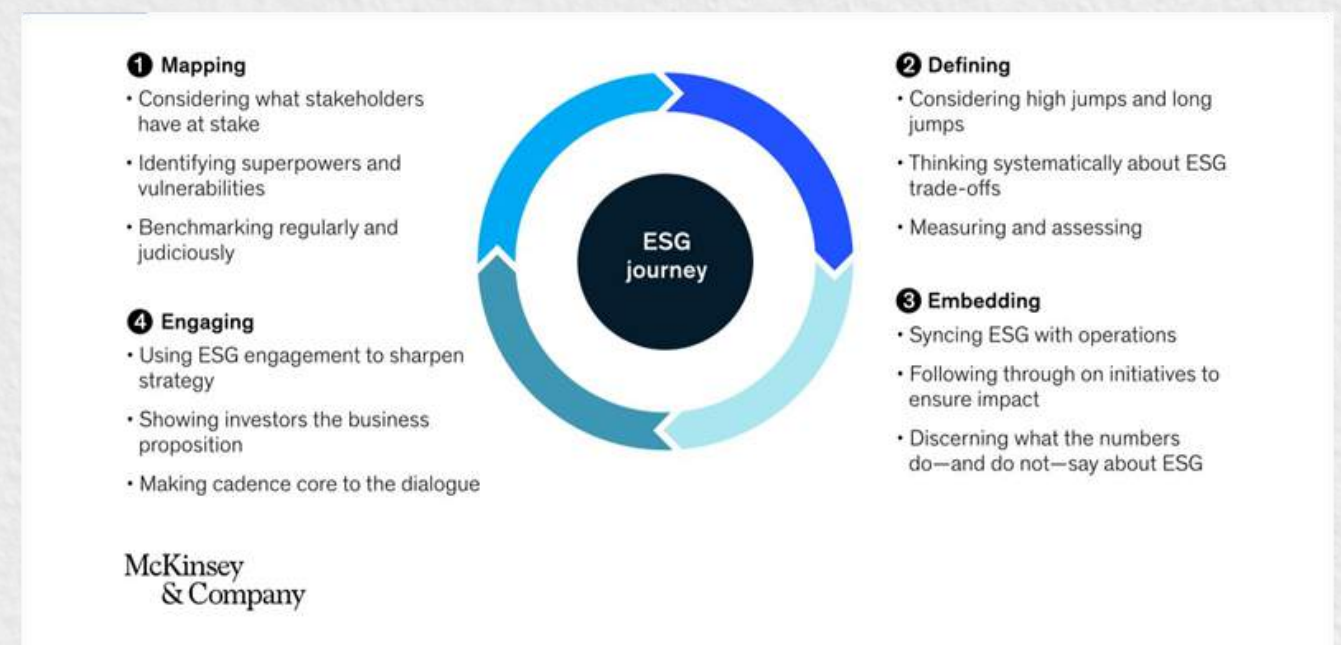 1 Mapping
• Considering what stakeholders
have at stake
• Identifying superpowers and
vulnerabilities
• Benchmarking regularly and
judiciously
2 Defining
• Considering high jumps and long
jumps
• Thinking systematically about ESG
trade-offs
• Measuring and assessing
ESG
journey
3 Embedding
• Syncing ESG with operations
• Following through on initiatives to
ensure impact
• Discerning what the numbers
do—and do not—say about ESG
4 Engaging
• Using ESG engagement to sharpen
strategy
• Showing investors the business
proposition
• Making cadence core to the dialogue
McKinsey
& Company